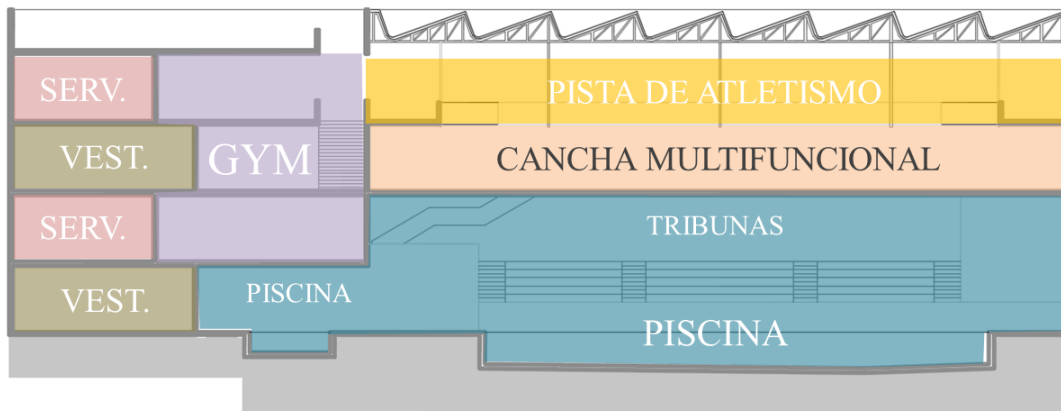 SERV.
PISTA DE ATLETISMO
VEST.
GYM
CANCHA MULTIFUNCIONAL
SERV.
TRIBUNAS
VEST.
PISCINA
PISCINA